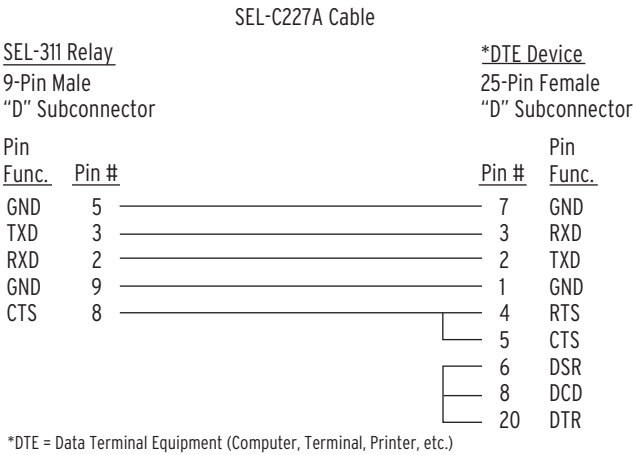 SEL-C227A Cable
SEL-311 Relay *DTE Device
9-Pin Male 25-Pin Female
“D” Subconnector “D” Subconnector
Pin Pin
Func. Pin # Pin # Func.
GND 5 7 GND
TXD 3 3 RXD
RXD 2 2 TXD
GND 9 1 GND
CTS 8 4 RTS
5 CTS
6 DSR
8 DCD
20 DTR
*DTE = Data Terminal Equipment (Computer, Terminal, Printer, etc.)